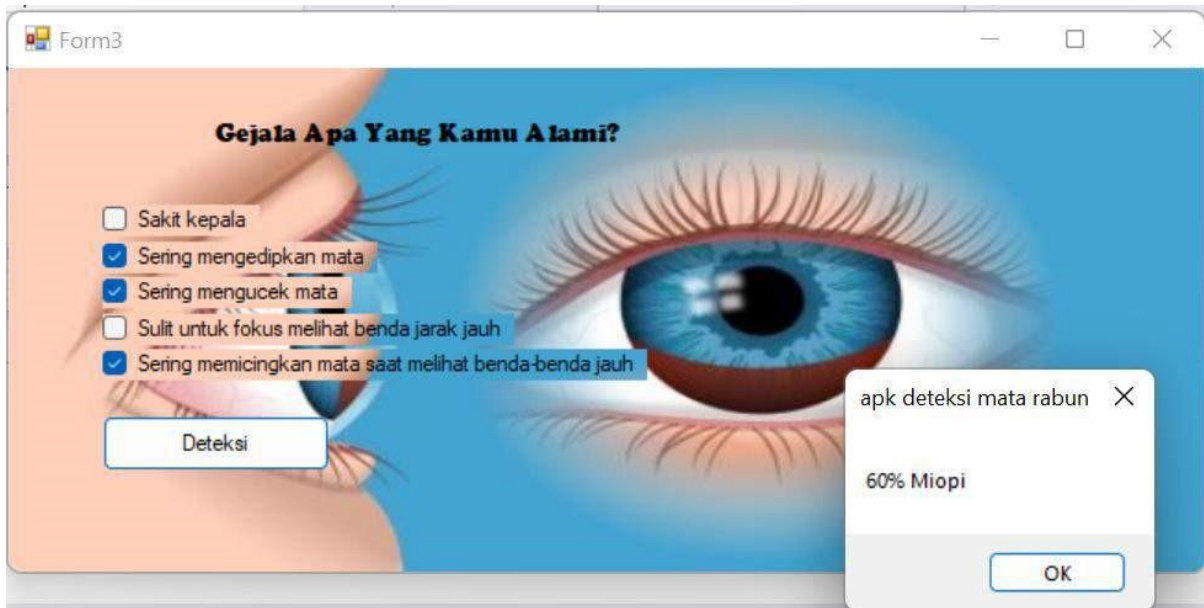 Form3
Gejala Apa Yang Kamu Alami?
Sakit kepala
Sering mengedipkan mata
Sering mengucek mata
Sulit untuk fokus melihat benda jarak jauh
Sering memicingkan mata saat melihat benda-benda jauh
Deteksi
apk deteksi mata rabun
60% Miopi
OK